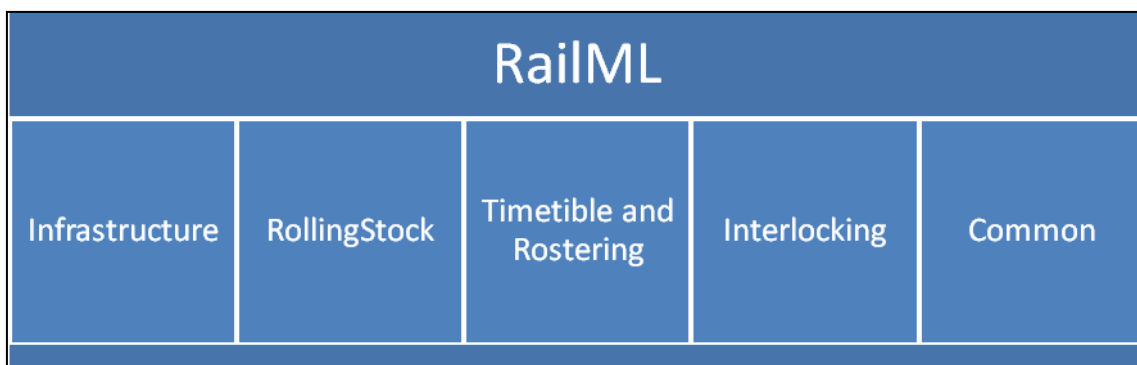 RailML
Infrastructure
RollingStock
Timetible and
Rostering
Interlocking
Common